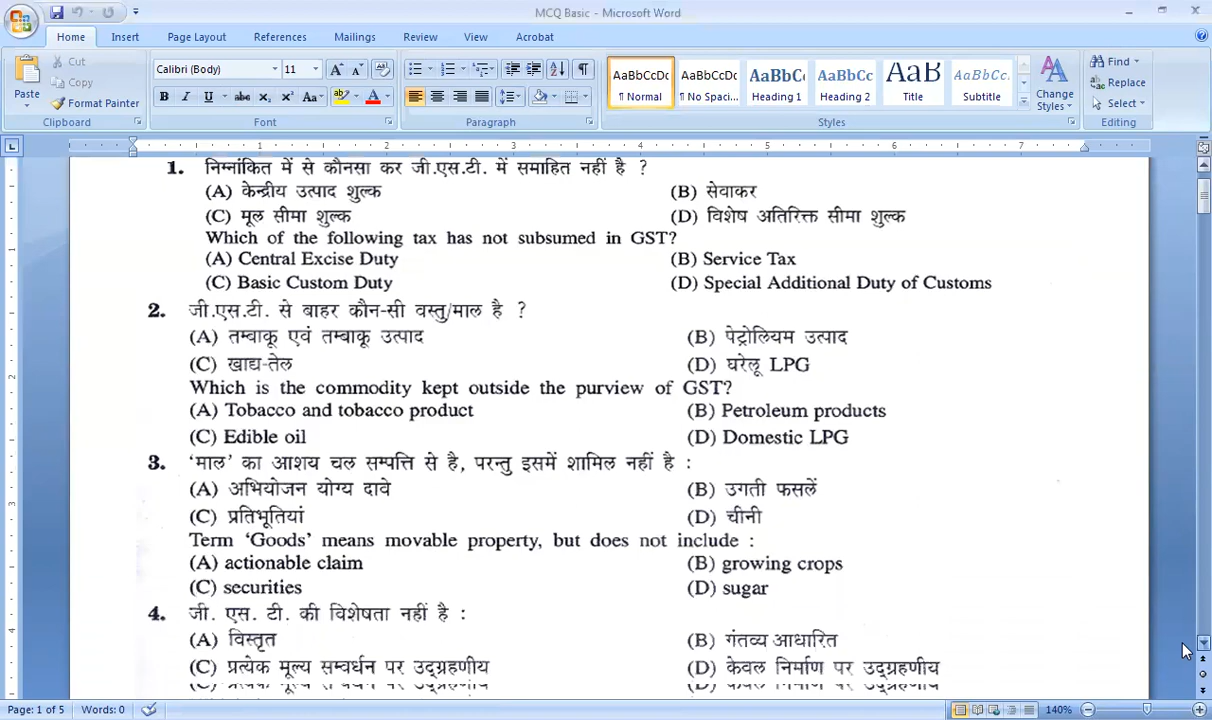 MCQ Basic - Microsoft Word
Home Insert Page Layout References Mailings Review View Acrobat
Paste Cut Copy Format Painter
Calibri (Body) 11
AaBbCcDc AaBbCcDc AaBbC AaBbCc AaB AaBbCcL
¶ Normal ¶ No Spaci... Heading 1 Heading 2 Title Subtitle
Change Styles
Find Replace Select
Clipboard Font Paragraph Styles Editing
1. निम्नांकित में से कौनसा कर जी.एस.टी. में समाहित नहीं है ?
(A) केन्द्रीय उत्पाद शुल्क (B) सेवाकर
(C) मूल सीमा शुल्क (D) विशेष अतिरिक्त सीमा शुल्क
Which of the following tax has not subsumed in GST?
(A) Central Excise Duty (B) Service Tax
(C) Basic Custom Duty (D) Special Additional Duty of Customs
2. जी.एस.टी. से बाहर कौन-सी वस्तु/माल है ?
(A) तम्बाकू एवं तम्बाकू उत्पाद (B) पेट्रोलियम उत्पाद
(C) खाद्य-तेल (D) घरेलू LPG
Which is the commodity kept outside the purview of GST?
(A) Tobacco and tobacco product (B) Petroleum products
(C) Edible oil (D) Domestic LPG
3. 'माल' का आशय चल सम्पत्ति से है, परन्तु इसमें शामिल नहीं है :
(A) अभियोजन योग्य दावे (B) उगती फसलें
(C) प्रतिभूतियां (D) चीनी
Term 'Goods' means movable property, but does not include :
(A) actionable claim (B) growing crops
(C) securities (D) sugar
4. जी. एस. टी. की विशेषता नहीं है :
(A) विस्तृत (B) गंतव्य आधारित
(C) प्रत्येक मूल्य सम्वर्धन पर उद्ग्रहणीय (D) केवल निर्माण पर उद्ग्रहणीय
Page: 1 of 5 Words: 0 140%